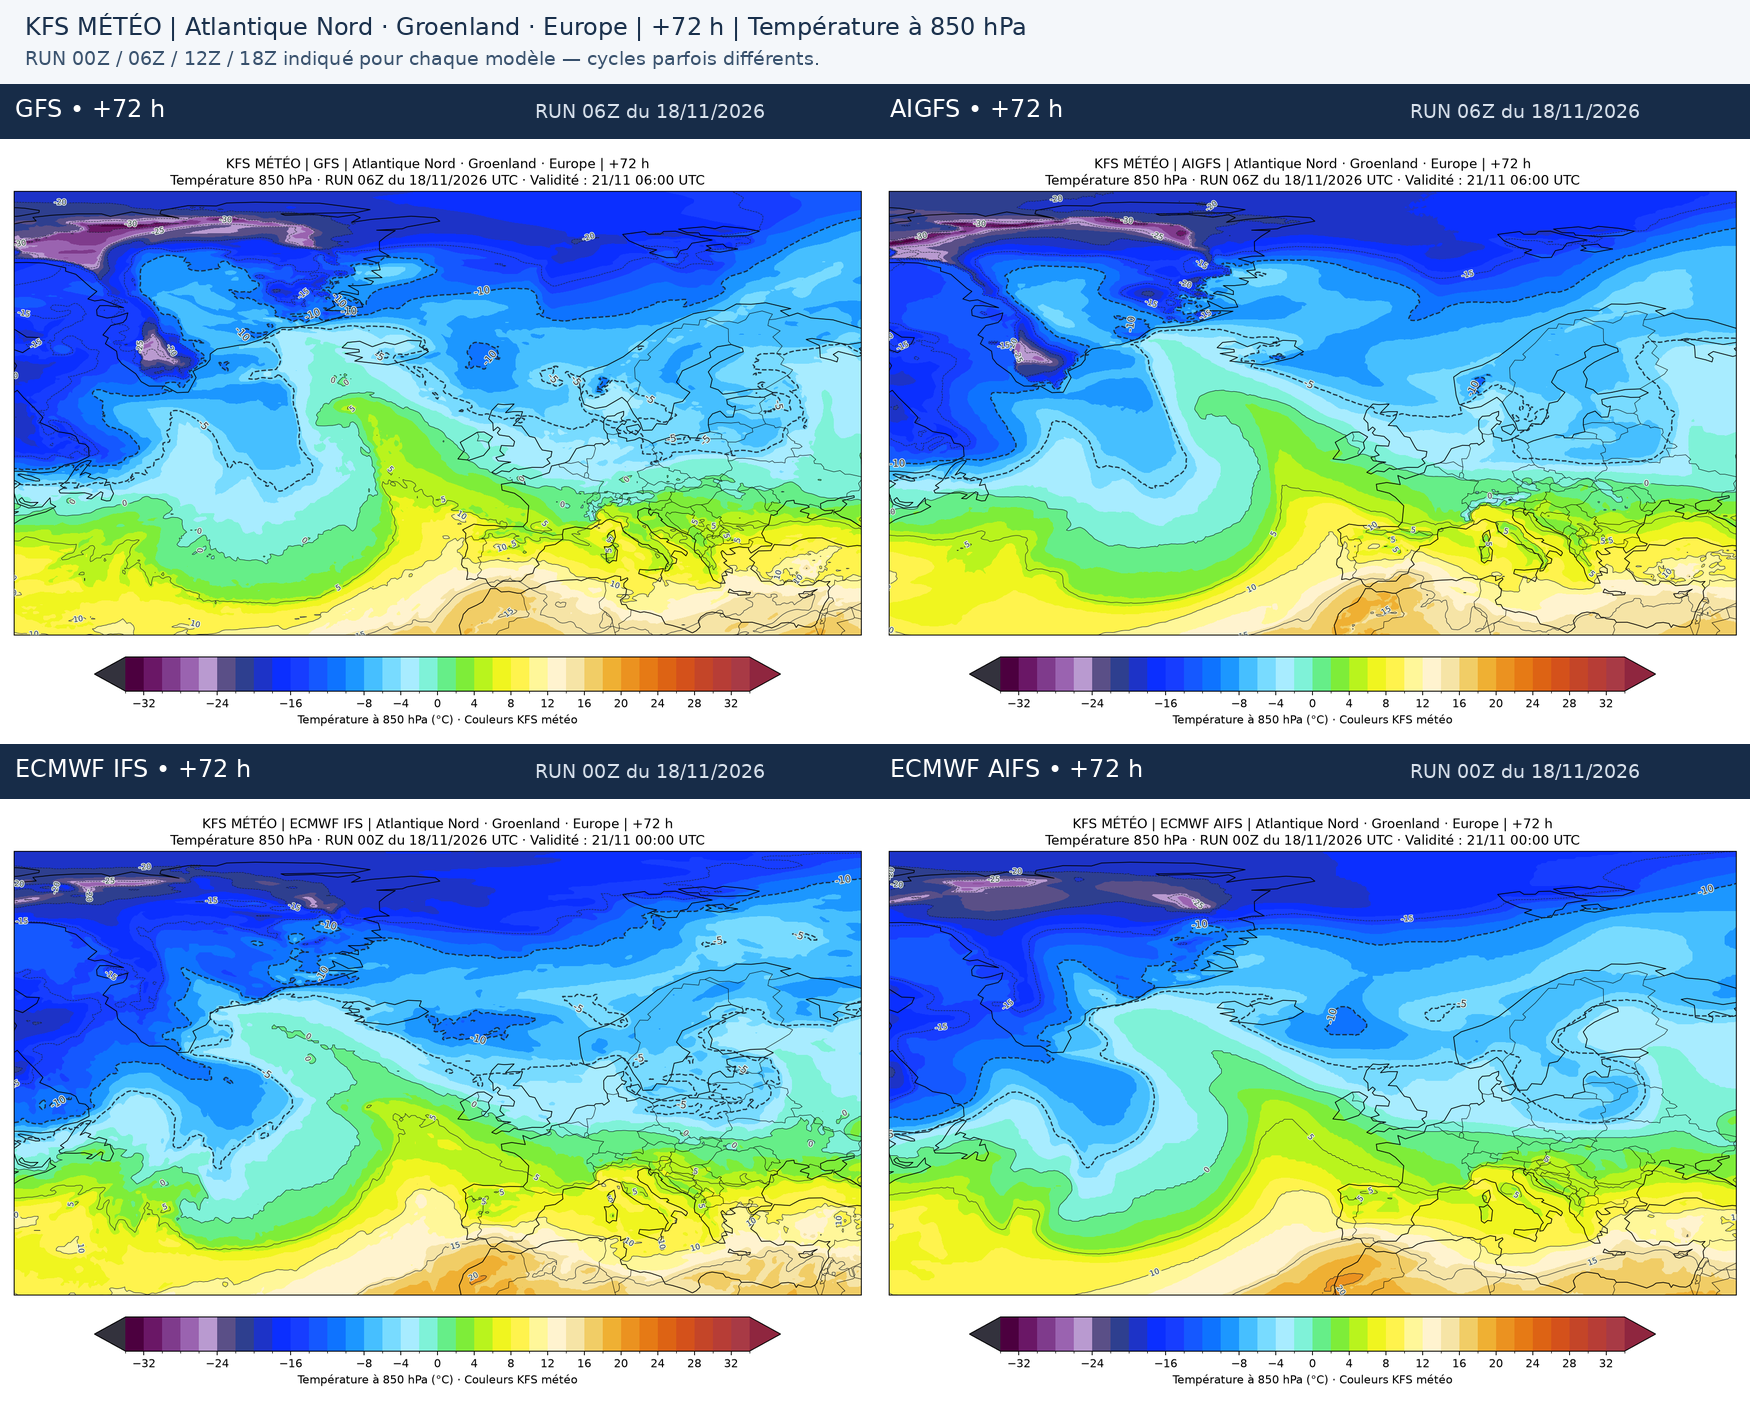 KFS MÉTÉO | Atlantique Nord · Groenland · Europe | +72 h | Température à 850 hPa
RUN 00Z / 06Z / 12Z / 18Z indiqué pour chaque modèle — cycles parfois différents.
GFS • +72 h
RUN 06Z du 18/11/2026
KFS MÉTÉO | GFS | Atlantique Nord · Groenland · Europe | +72 h
Température 850 hPa · RUN 06Z du 18/11/2026 UTC · Validité : 21/11 06:00 UTC
−32 −24 −16 −8 −4 0 4 8 12 16 20 24 28 32
Température à 850 hPa (°C) · Couleurs KFS météo
AIGFS • +72 h
RUN 06Z du 18/11/2026
KFS MÉTÉO | AIGFS | Atlantique Nord · Groenland · Europe | +72 h
Température 850 hPa · RUN 06Z du 18/11/2026 UTC · Validité : 21/11 06:00 UTC
−32 −24 −16 −8 −4 0 4 8 12 16 20 24 28 32
Température à 850 hPa (°C) · Couleurs KFS météo
ECMWF IFS • +72 h
RUN 00Z du 18/11/2026
KFS MÉTÉO | ECMWF IFS | Atlantique Nord · Groenland · Europe | +72 h
Température 850 hPa · RUN 00Z du 18/11/2026 UTC · Validité : 21/11 00:00 UTC
−32 −24 −16 −8 −4 0 4 8 12 16 20 24 28 32
Température à 850 hPa (°C) · Couleurs KFS météo
ECMWF AIFS • +72 h
RUN 00Z du 18/11/2026
KFS MÉTÉO | ECMWF AIFS | Atlantique Nord · Groenland · Europe | +72 h
Température 850 hPa · RUN 00Z du 18/11/2026 UTC · Validité : 21/11 00:00 UTC
−32 −24 −16 −8 −4 0 4 8 12 16 20 24 28 32
Température à 850 hPa (°C) · Couleurs KFS météo